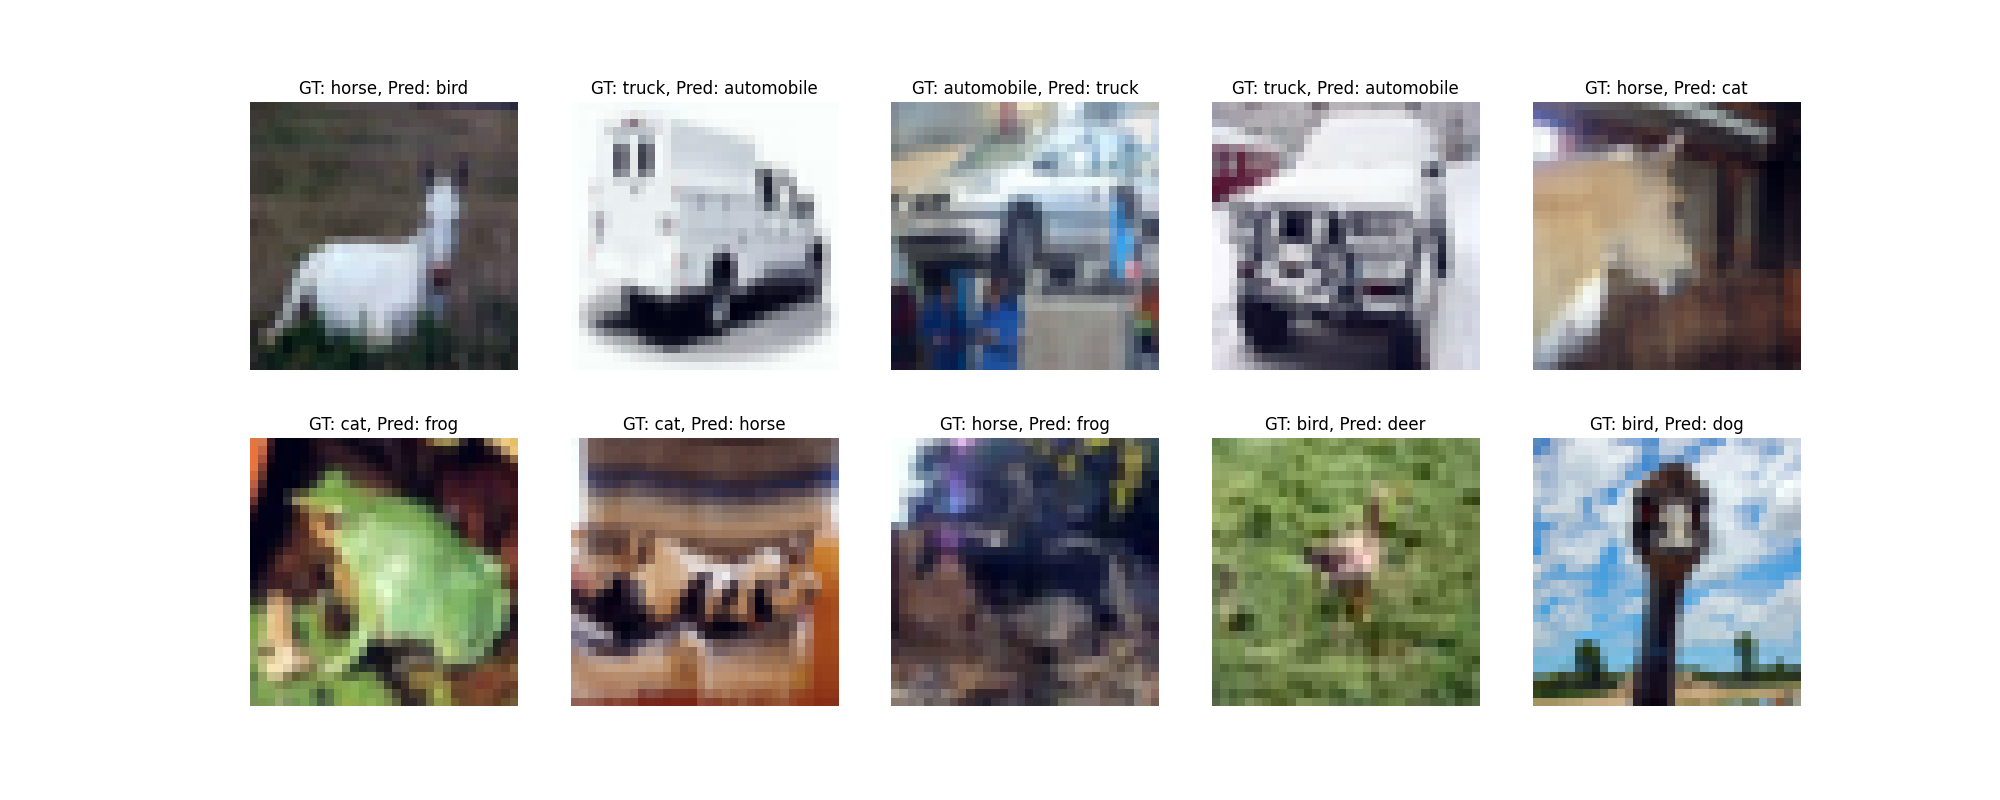 GT: horse, Pred: bird
GT: truck, Pred: automobile
GT: automobile, Pred: truck
GT: truck, Pred: automobile
GT: horse, Pred: cat
GT: cat, Pred: frog
GT: cat, Pred: horse
GT: horse, Pred: frog
GT: bird, Pred: deer
GT: bird, Pred: dog